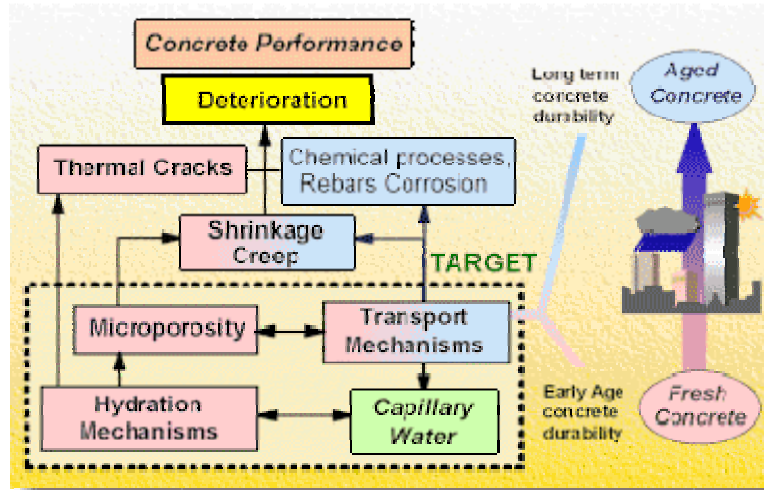 Concrete Performance
Deterioration
Thermal Cracks
Chemical processes,
Rebars Corrosion
Shrinkage
Creep
TARGET
Microporosity
Transport
Mechanisms
Hydration
Mechanisms
Capillary
Water
Long term
concrete
durability
Early Age
concrete
durability
Aged
Concrete
Fresh
Concrete